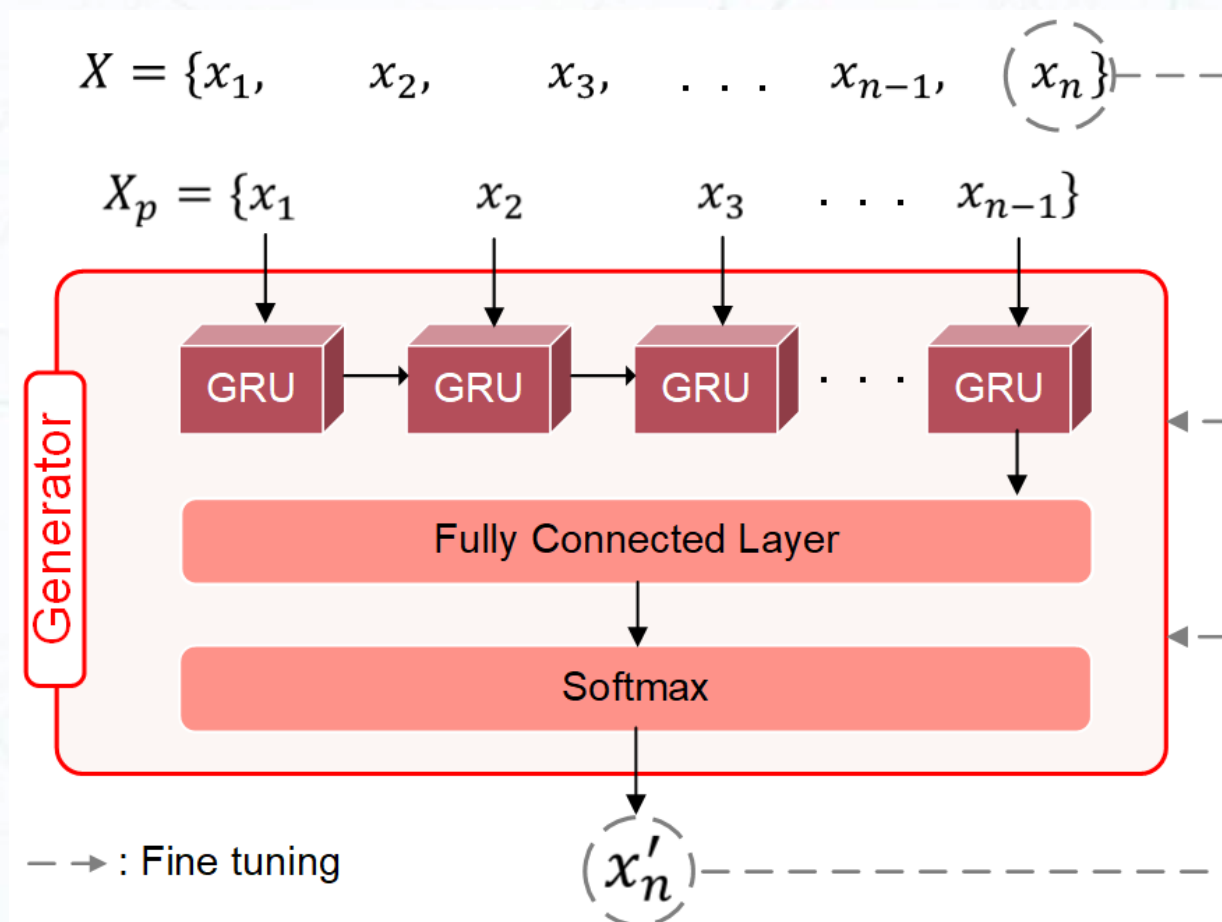 X = {x₁, x₂, x₃, . . . xₙ₋₁, xₙ}
Xₚ = {x₁ x₂ x₃ . . . xₙ₋₁}
GRU GRU GRU . . . GRU
Generator
Fully Connected Layer
Softmax
x′ₙ
: Fine tuning